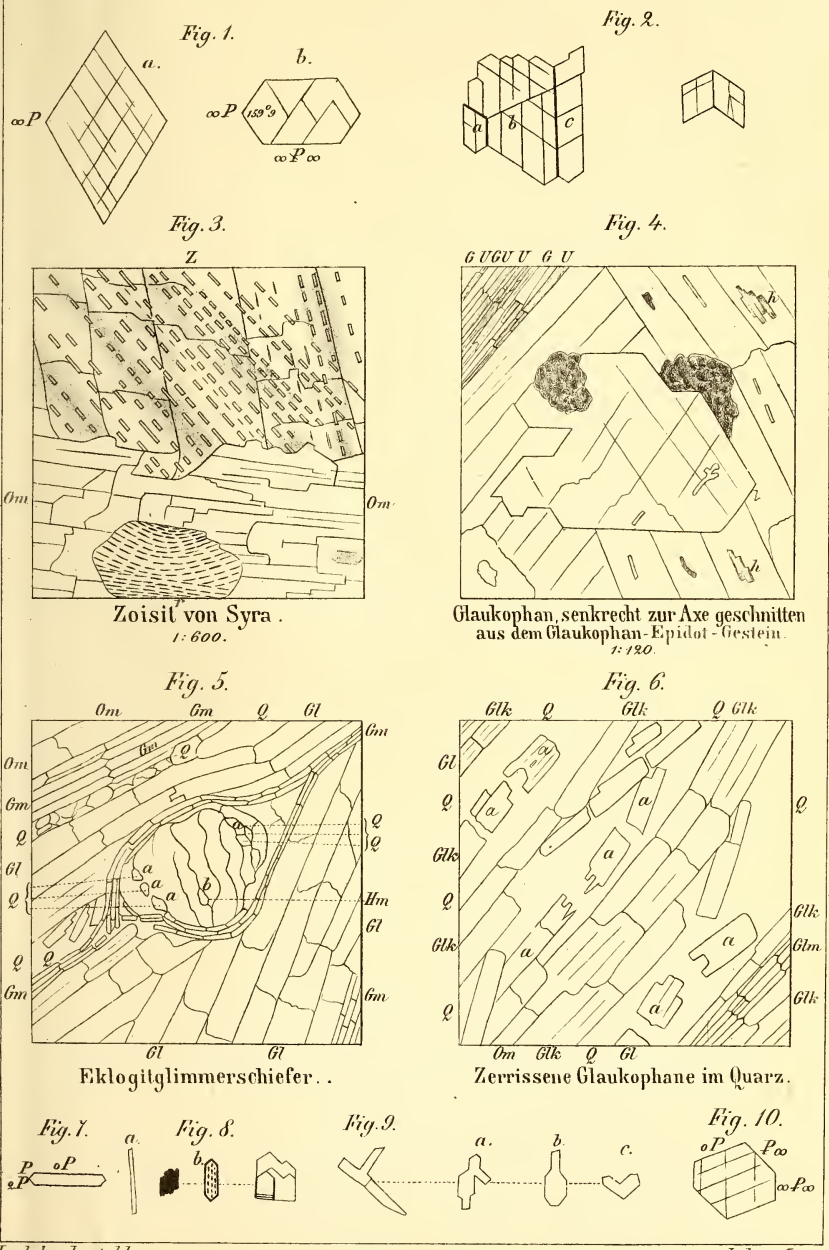 Fig. 1.
a.
∞P
b.
∞P 159°9
∞P∞
Fig. 2.
a b c
Fig. 3.
Z
Om Om
Zoisit von Syra.
1:600.
Fig. 4.
G U G U U G U
h
h
Glaukophan, senkrecht zur Axe geschnitten
aus dem Glaukophan-Epidot-Gestein.
1:120.
Fig. 5.
Om Gm Q Gl
Gm
Gm Q
Om
Gm
Q
Q
Q
Gl
Q
a
a
a
a
b
Hm
Gl
Q
Q
Gm
Gm
Gl Gl
Eklogitglimmerschiefer..
Fig. 6.
Glk Q Glk Q Glk
Gl
Q
Glk
Q
Glk
Q
a
a
a
a
a
a
a
Q
Glk
Glm
Glk
Om Glk Q Gl
Zerrissene Glaukophane im Quarz.
Fig. 7.
P oP
2P
Fig. 8.
a.
b.
Fig. 9.
a.
b.
c.
Fig. 10.
oP P∞
∞P∞